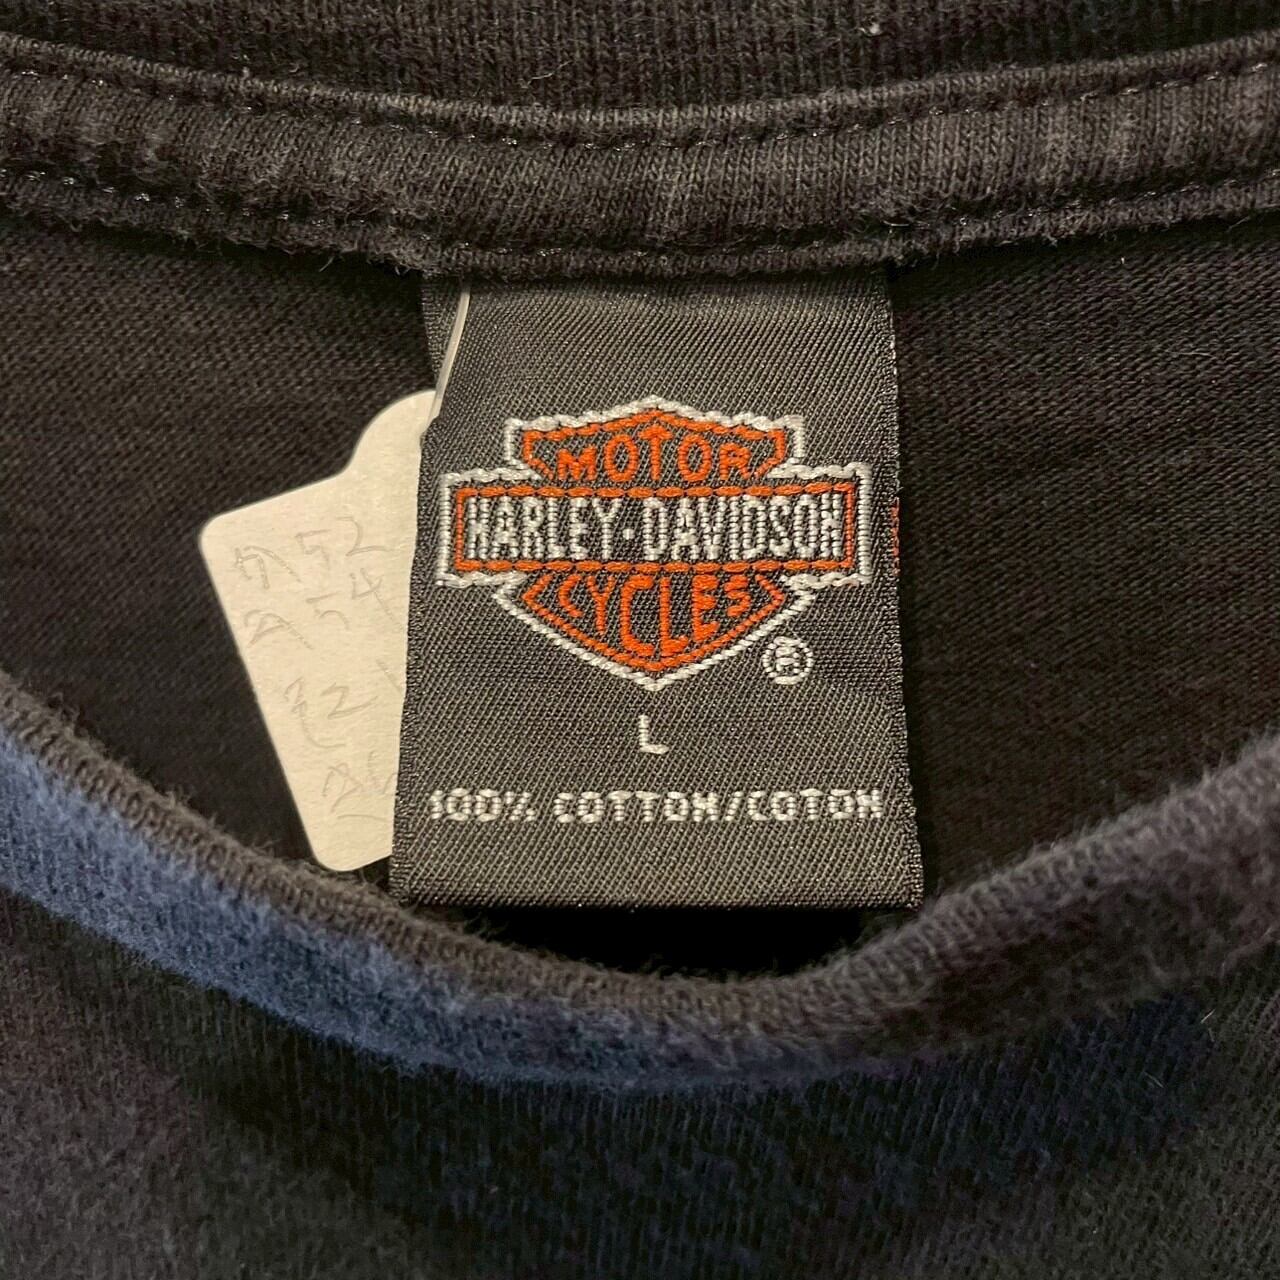 MOTOR
HARLEY-DAVIDSON
CYCLES
®
L
100% COTTON/COTON